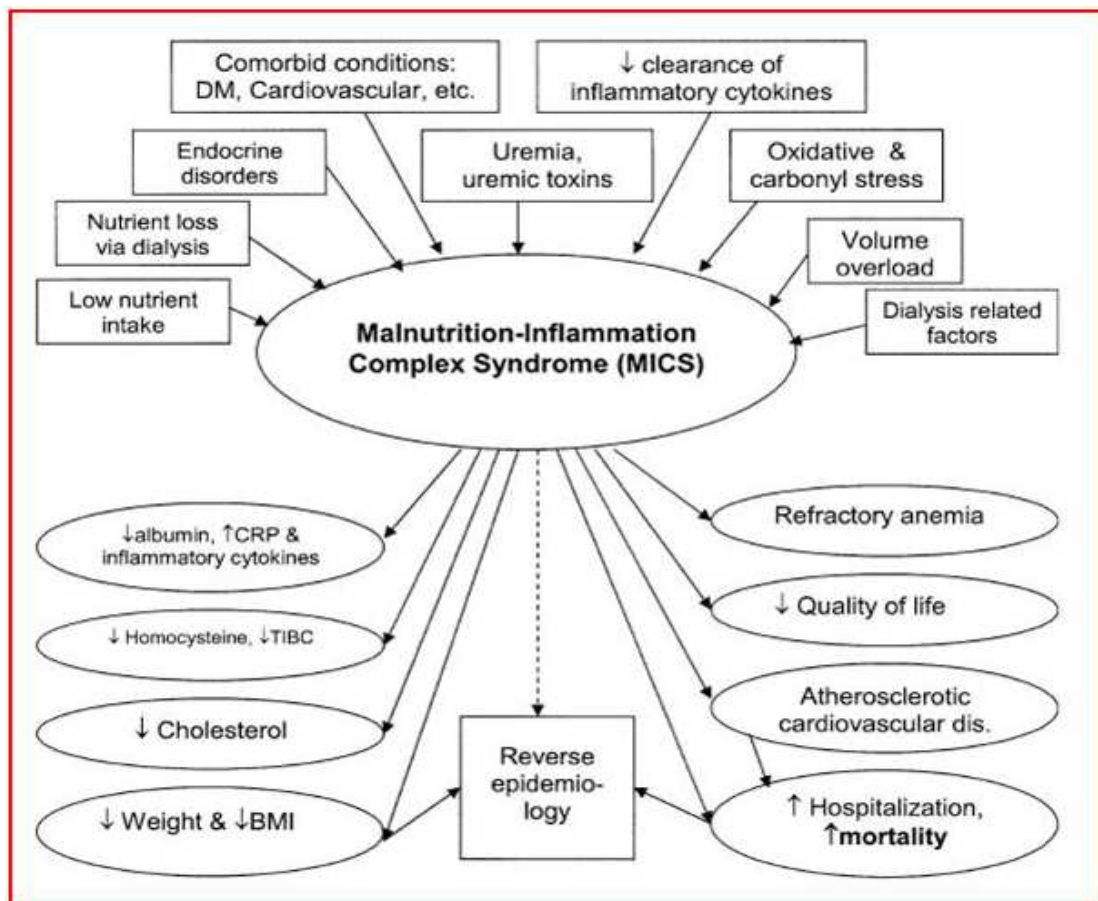 Comorbid conditions:
DM, Cardiovascular, etc.
↓ clearance of
inflammatory cytokines
Endocrine
disorders
Uremia,
uremic toxins
Oxidative &
carbonyl stress
Nutrient loss
via dialysis
Volume
overload
Low nutrient
intake
Dialysis related
factors
Malnutrition-Inflammation
Complex Syndrome (MICS)
↓albumin, ↑CRP &
inflammatory cytokines
Refractory anemia
↓ Homocysteine, ↓TIBC
↓ Quality of life
↓ Cholesterol
Atherosclerotic
cardiovascular dis.
Reverse
epidemio-
logy
↓ Weight & ↓BMI
↑ Hospitalization,
↑mortality